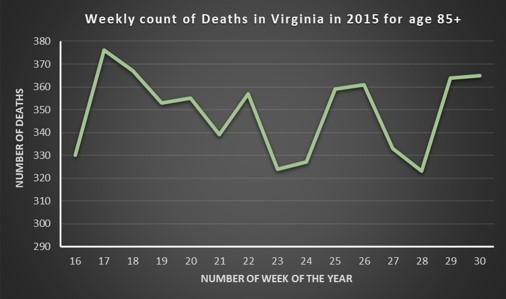 Weekly count of Deaths in Virginia in 2015 for age 85+
380
370
360
350
340
330
320
310
300
290
NUMBER OF DEATHS
16 17 18 19 20 21 22 23 24 25 26 27 28 29 30
NUMBER OF WEEK OF THE YEAR